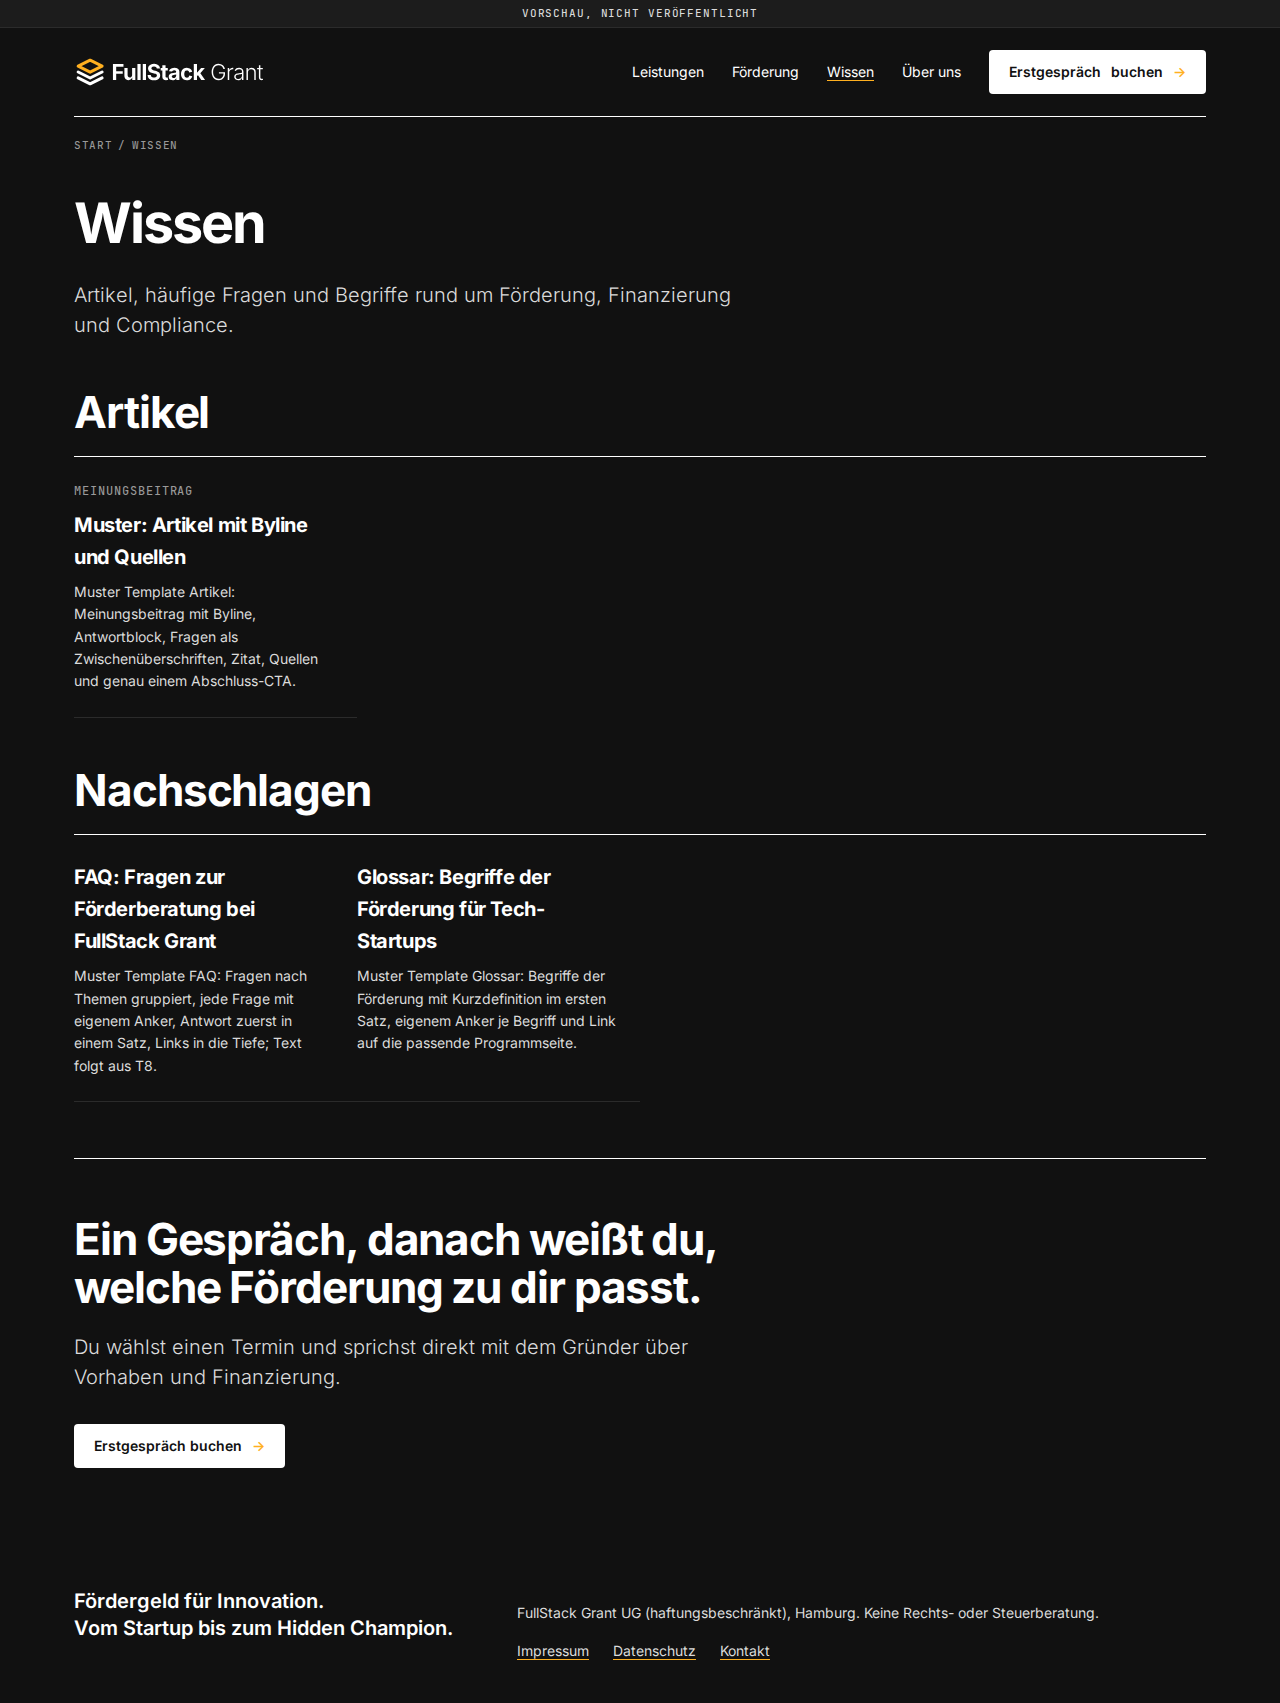 VORSCHAU, NICHT VERÖFFENTLICHT
FullStack Grant
Leistungen Förderung Wissen Über uns Erstgespräch buchen →
START / WISSEN
Wissen
Artikel, häufige Fragen und Begriffe rund um Förderung, Finanzierung
und Compliance.
Artikel
MEINUNGSBEITRAG
Muster: Artikel mit Byline
und Quellen
Muster Template Artikel:
Meinungsbeitrag mit Byline,
Antwortblock, Fragen als
Zwischenüberschriften, Zitat, Quellen
und genau einem Abschluss-CTA.
Nachschlagen
FAQ: Fragen zur
Förderberatung bei
FullStack Grant
Muster Template FAQ: Fragen nach
Themen gruppiert, jede Frage mit
eigenem Anker, Antwort zuerst in
einem Satz, Links in die Tiefe; Text
folgt aus T8.
Glossar: Begriffe der
Förderung für Tech-
Startups
Muster Template Glossar: Begriffe der
Förderung mit Kurzdefinition im ersten
Satz, eigenem Anker je Begriff und Link
auf die passende Programmseite.
Ein Gespräch, danach weißt du,
welche Förderung zu dir passt.
Du wählst einen Termin und sprichst direkt mit dem Gründer über
Vorhaben und Finanzierung.
Erstgespräch buchen →
Fördergeld für Innovation.
Vom Startup bis zum Hidden Champion.
FullStack Grant UG (haftungsbeschränkt), Hamburg. Keine Rechts- oder Steuerberatung.
Impressum Datenschutz Kontakt